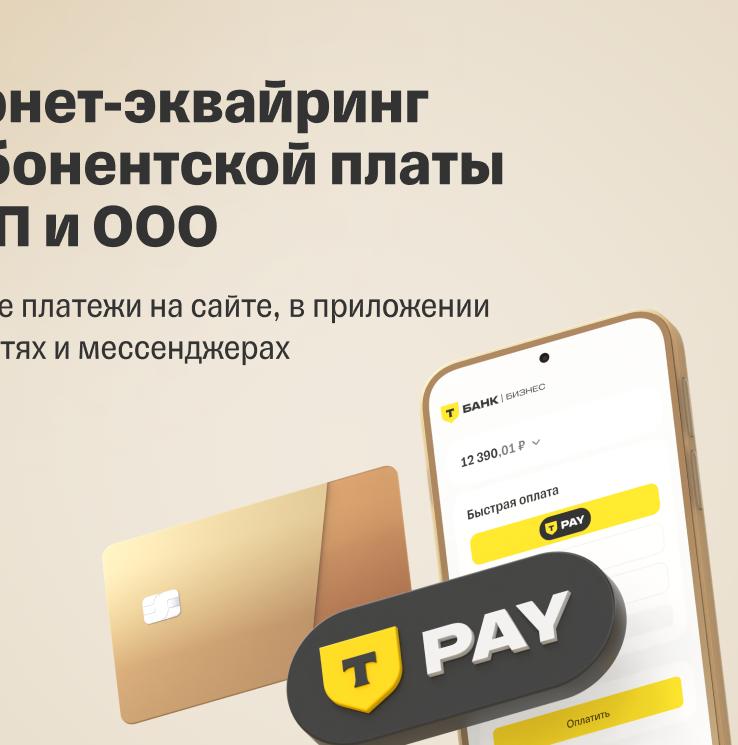 рнет-эквайринг
бонентской платы
П и ООО
е платежи на сайте, в приложении
тях и мессенджерах
Т БАНК | БИЗНЕС
12 390,01 ₽
Быстрая оплата
Т PAY
Т PAY
Оплатить